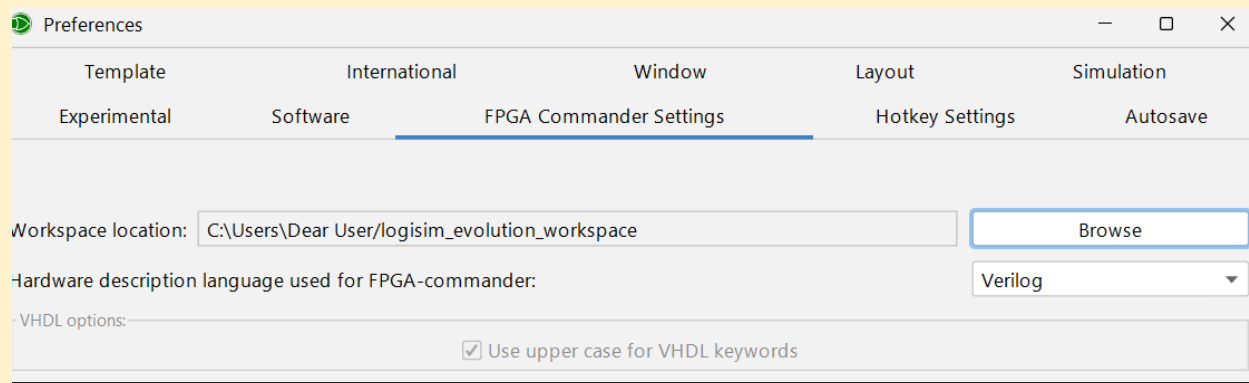 Preferences
Template International Window Layout Simulation
Experimental Software FPGA Commander Settings Hotkey Settings Autosave
Workspace location: C:\Users\Dear User/logisim_evolution_workspace Browse
Hardware description language used for FPGA-commander: Verilog
VHDL options:
Use upper case for VHDL keywords